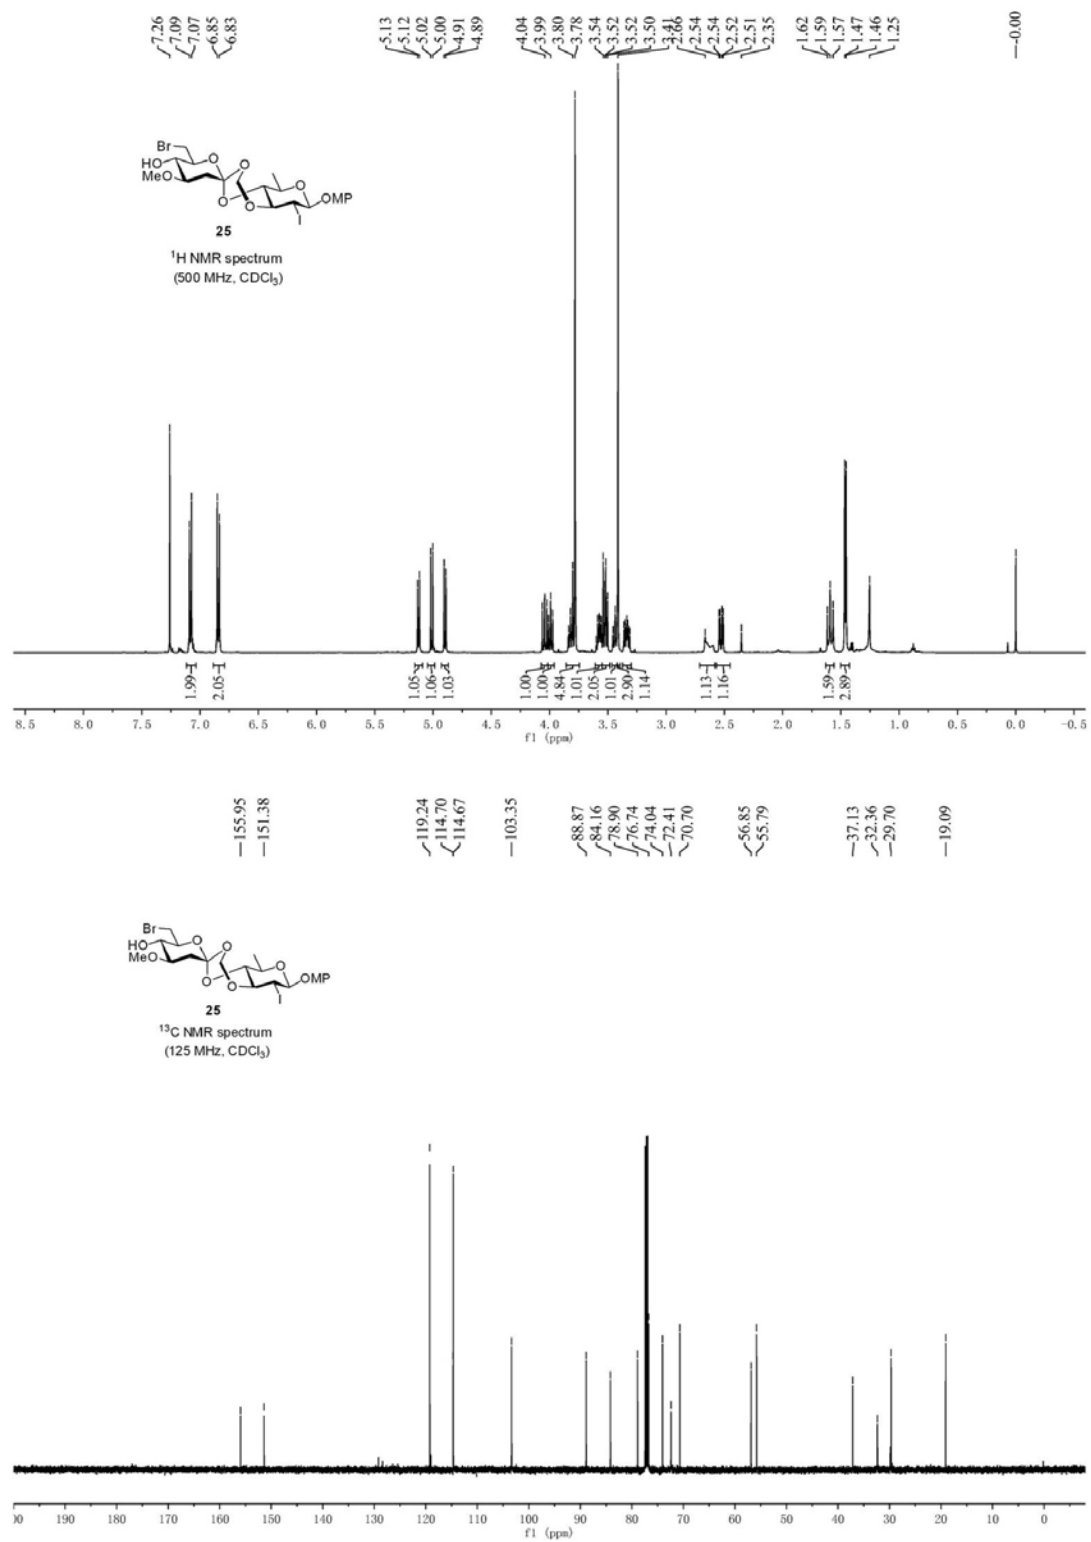 7.26
7.09
7.07
6.85
6.83
5.13
5.12
5.02
5.00
4.91
4.89
4.04
3.99
3.80
3.78
3.54
3.52
3.52
3.50
3.41
2.66
2.54
2.54
2.52
2.51
2.35
1.62
1.59
1.57
1.47
1.46
1.25
-0.00
Br
HO
MeO
O
O
O
O
O
OMP
I
25
¹H NMR spectrum
(500 MHz, CDCl₃)
1.99
2.05
1.05
1.06
1.03
1.00
1.00
4.84
1.01
2.05
1.01
2.90
1.14
1.13
1.16
1.59
2.89
8.5 8.0 7.5 7.0 6.5 6.0 5.5 5.0 4.5 4.0 3.5 3.0 2.5 2.0 1.5 1.0 0.5 0.0 -0.5
f1 (ppm)
155.95
151.38
119.24
114.70
114.67
103.35
88.87
84.16
78.90
76.74
74.04
72.41
70.70
56.85
55.79
37.13
32.36
29.70
19.09
Br
HO
MeO
O
O
O
O
O
OMP
I
25
¹³C NMR spectrum
(125 MHz, CDCl₃)
190 180 170 160 150 140 130 120 110 100 90 80 70 60 50 40 30 20 10 0
f1 (ppm)